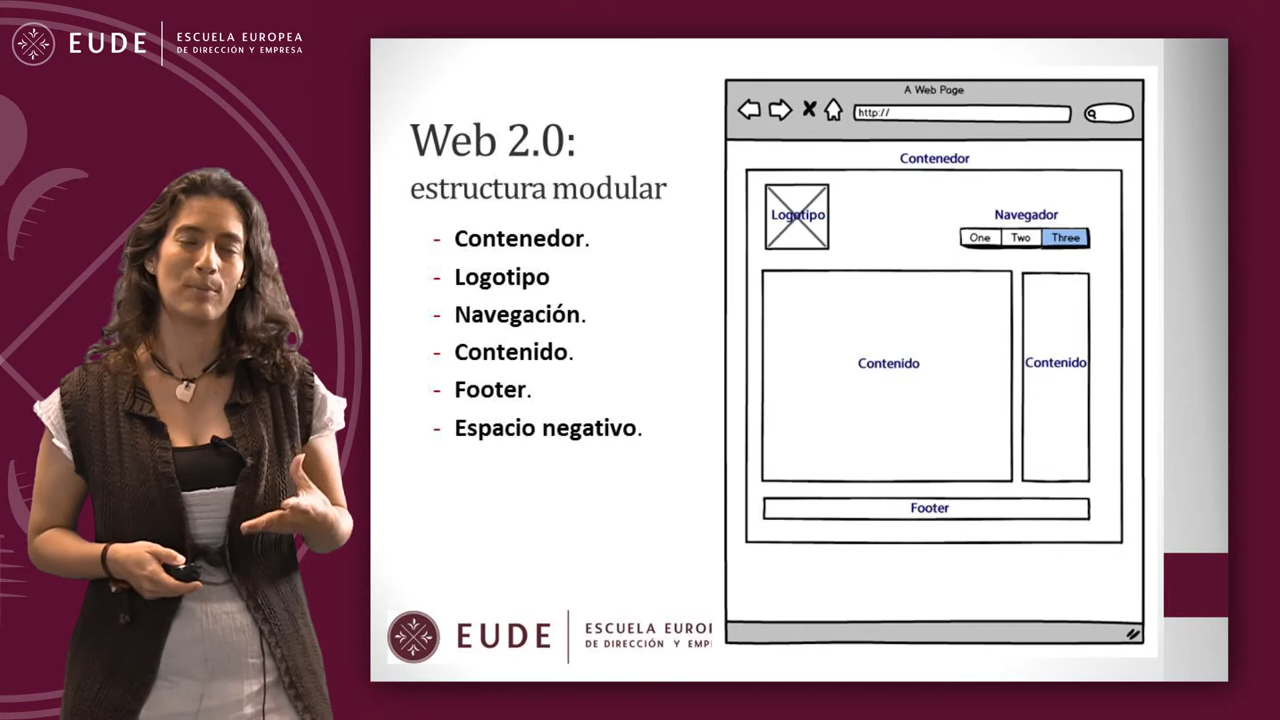 EUDE
ESCUELA EUROPEA
DE DIRECCIÓN Y EMPRESA
Web 2.0:
estructura modular
- Contenedor.
- Logotipo
- Navegación.
- Contenido.
- Footer.
- Espacio negativo.
A Web Page
http://
Contenedor
Logotipo
Navegador
One Two Three
Contenido
Contenido
Footer
EUDE
ESCUELA EUROI
DE DIRECCIÓN Y EMP